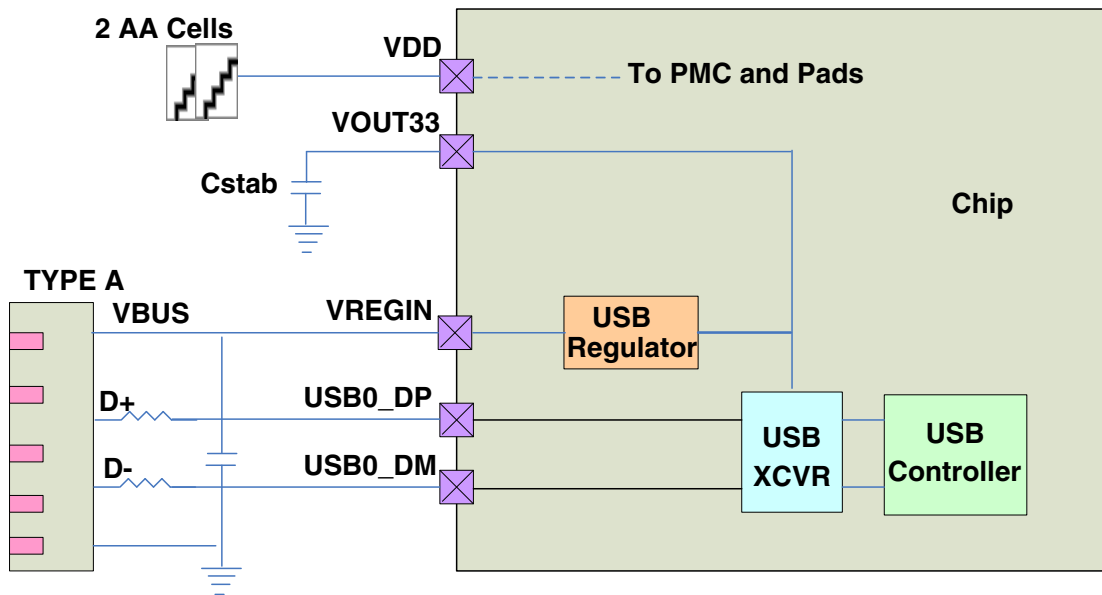 2 AA Cells
VDD
To PMC and Pads
VOUT33
Cstab
Chip
TYPE A
VBUS
VREGIN
USB
Regulator
D+
USB0_DP
D-
USB0_DM
USB
XCVR
USB
Controller